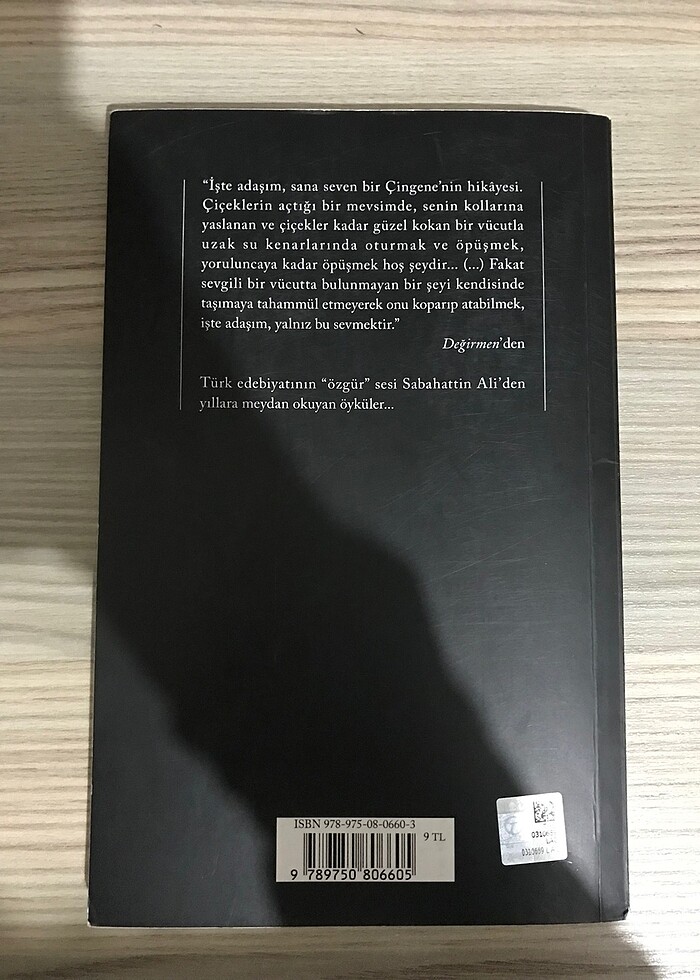 “İşte adaşım, sana seven bir Çingene’nin hikâyesi.
Çiçeklerin açtığı bir mevsimde, senin kollarına
yaslanan ve çiçekler kadar güzel kokan bir vücutla
uzak su kenarlarında oturmak ve öpüşmek,
yoruluncaya kadar öpüşmek hoş şeydir... (...) Fakat
sevgili bir vücutta bulunmayan bir şeyi kendisinde
taşımaya tahammül etmeyerek onu koparıp atabilmek,
işte adaşım, yalnız bu sevmektir.”
Değirmen’den
Türk edebiyatının “özgür” sesi Sabahattin Ali’den
yıllara meydan okuyan öyküler...
ISBN 978-975-08-0660-3
9 TL
9 789750 806605